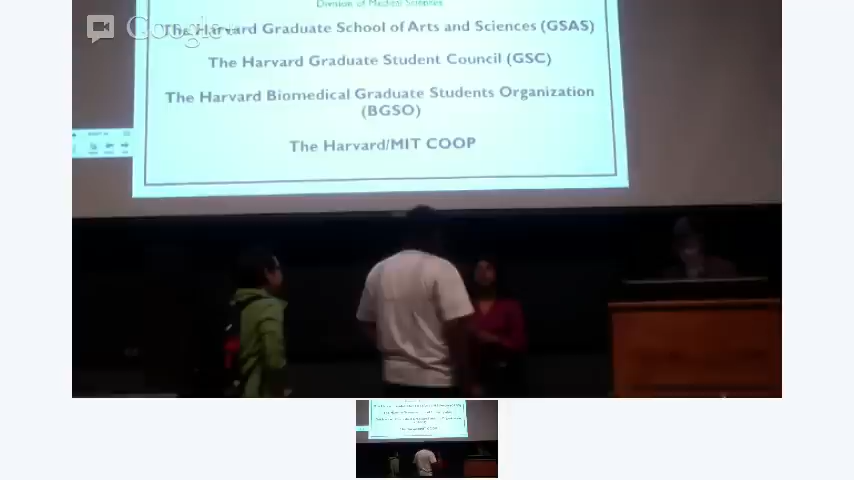 Division of Medical Sciences
Google+
The Harvard Graduate School of Arts and Sciences (GSAS)
The Harvard Graduate Student Council (GSC)
The Harvard Biomedical Graduate Students Organization
(BGSO)
The Harvard/MIT COOP